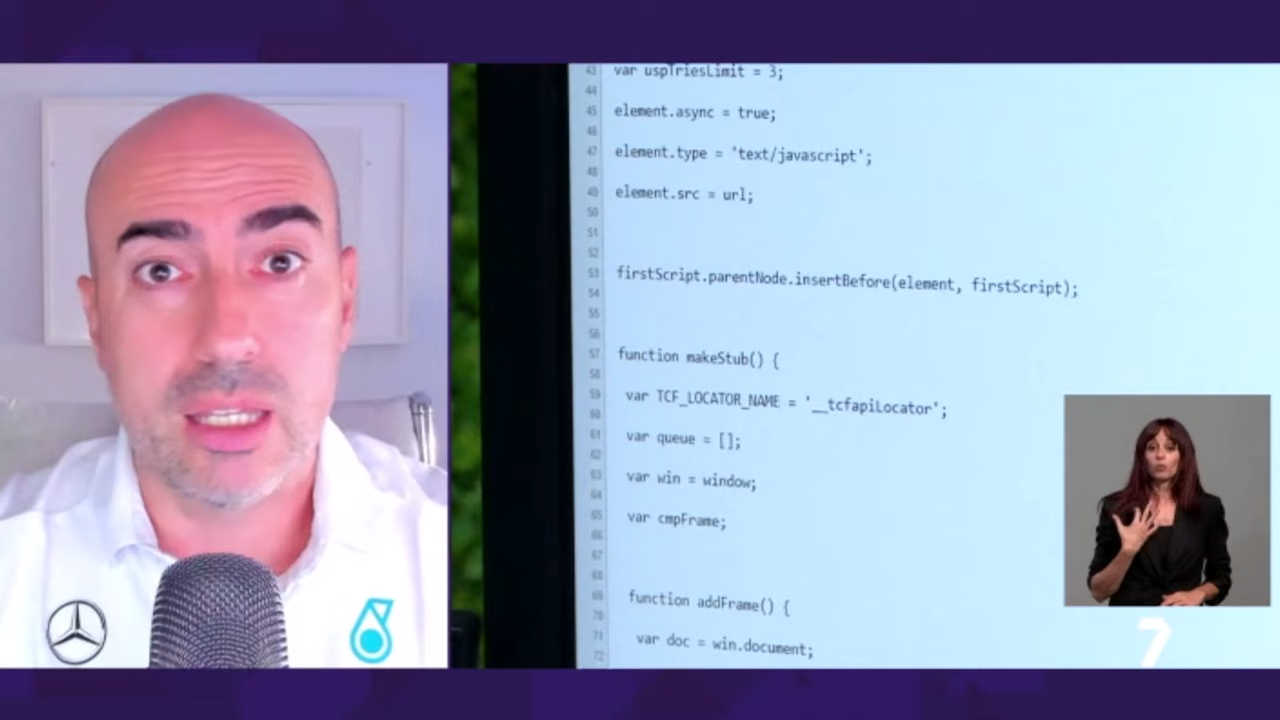 43 var uspTriesLimit = 3;
44
45 element.async = true;
46
47 element.type = 'text/javascript';
48
49 element.src = url;
50
51
52
53 firstScript.parentNode.insertBefore(element, firstScript);
54
55
56
57 function makeStub() {
58
59 var TCF_LOCATOR_NAME = '__tcfapiLocator';
60
61 var queue = [];
62
63 var win = window;
64
65 var cmpFrame;
66
67
68
69 function addFrame() {
70
71 var doc = win.document;
72
7